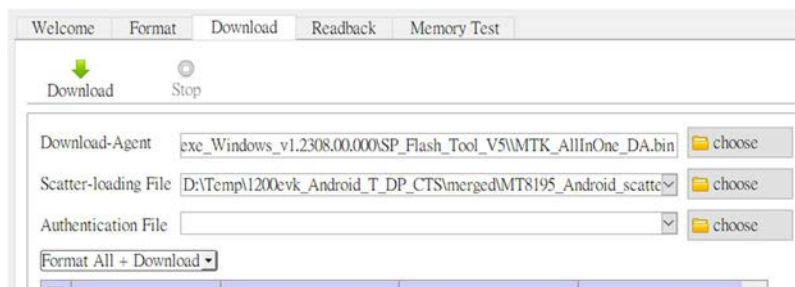 Welcome Format Download Readback Memory Test
Download Stop
Download-Agent exe_Windows_v1.2308.00.000\SP_Flash_Tool_V5\\MTK_AllInOne_DA.bin choose
Scatter-loading File D:\Temp\1200evk_Android_T_DP_CTS\merged\MT8195_Android_scatte choose
Authentication File choose
Format All + Download